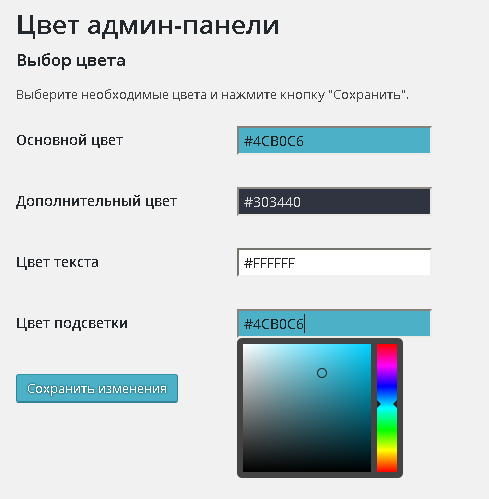 Цвет админ-панели
Выбор цвета
Выберите необходимые цвета и нажмите кнопку "Сохранить".
Основной цвет #4CB0C6
Дополнительный цвет #303440
Цвет текста #FFFFFF
Цвет подсветки #4CB0C6
Сохранить изменения